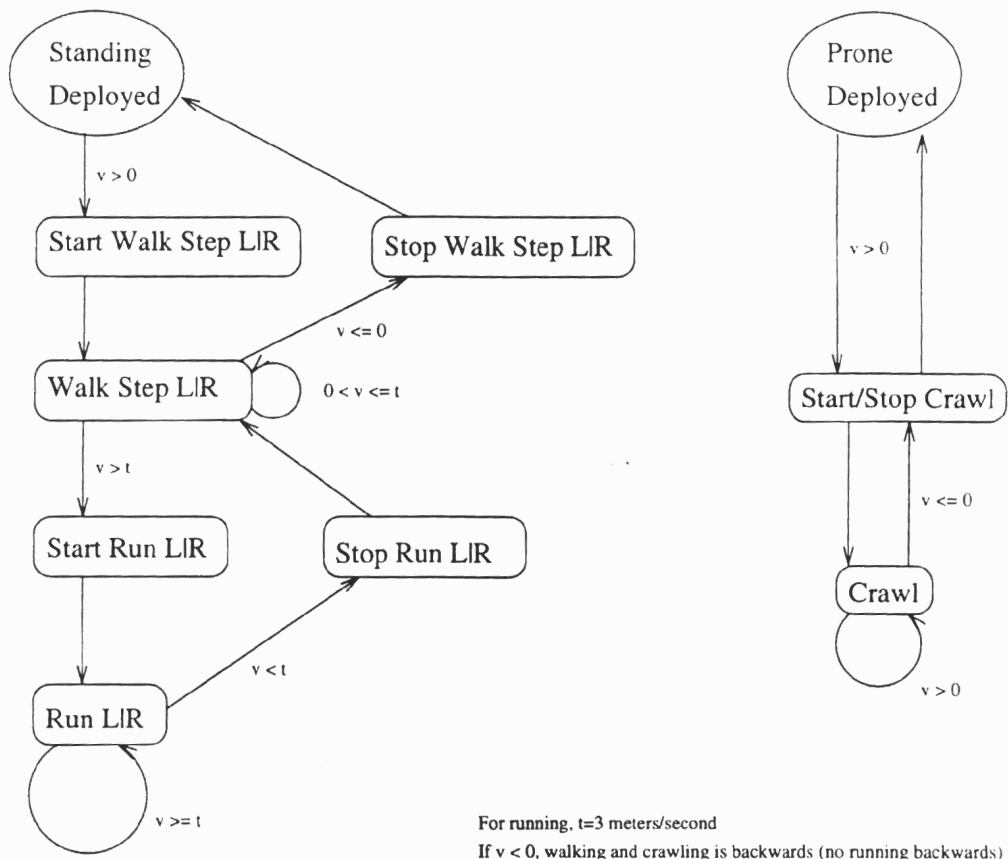 Standing
Deployed
v > 0
Start Walk Step L|R
Stop Walk Step L|R
v <= 0
Walk Step L|R
0 < v <= t
v > t
Start Run L|R
Stop Run L|R
v < t
Run L|R
v >= t
Prone
Deployed
v > 0
Start/Stop Crawl
v <= 0
Crawl
v > 0
For running, t=3 meters/second
If v < 0, walking and crawling is backwards (no running backwards)